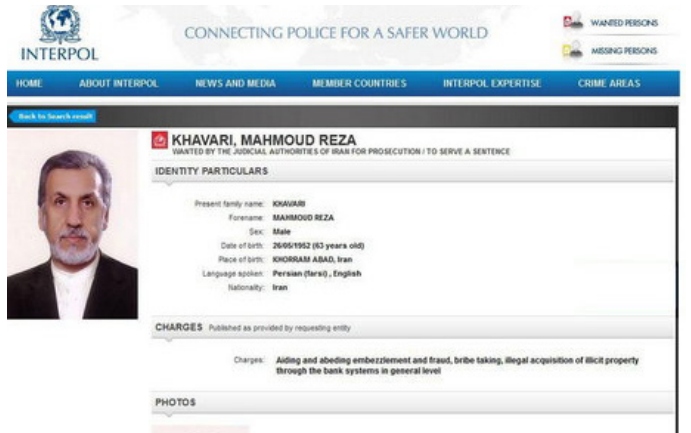 CONNECTING POLICE FOR A SAFER WORLD
WANTED PERSONS
MISSING PERSONS
INTERPOL
HOME ABOUT INTERPOL NEWS AND MEDIA MEMBER COUNTRIES INTERPOL EXPERTISE CRIME AREAS
Back to Search result
KHAVARI, MAHMOUD REZA
WANTED BY THE JUDICIAL AUTHORITIES OF IRAN FOR PROSECUTION / TO SERVE A SENTENCE
IDENTITY PARTICULARS
Present family name: KHAVARI
Forename: MAHMOUD REZA
Sex: Male
Date of birth: 26/05/1952 (63 years old)
Place of birth: KHORRAM ABAD, Iran
Language spoken: Persian (farsi) , English
Nationality: Iran
CHARGES Published as provided by requesting entity
Charges: Aiding and abeding embezzlement and fraud, bribe taking, illegal acquisition of illicit property
through the bank systems in general level
PHOTOS